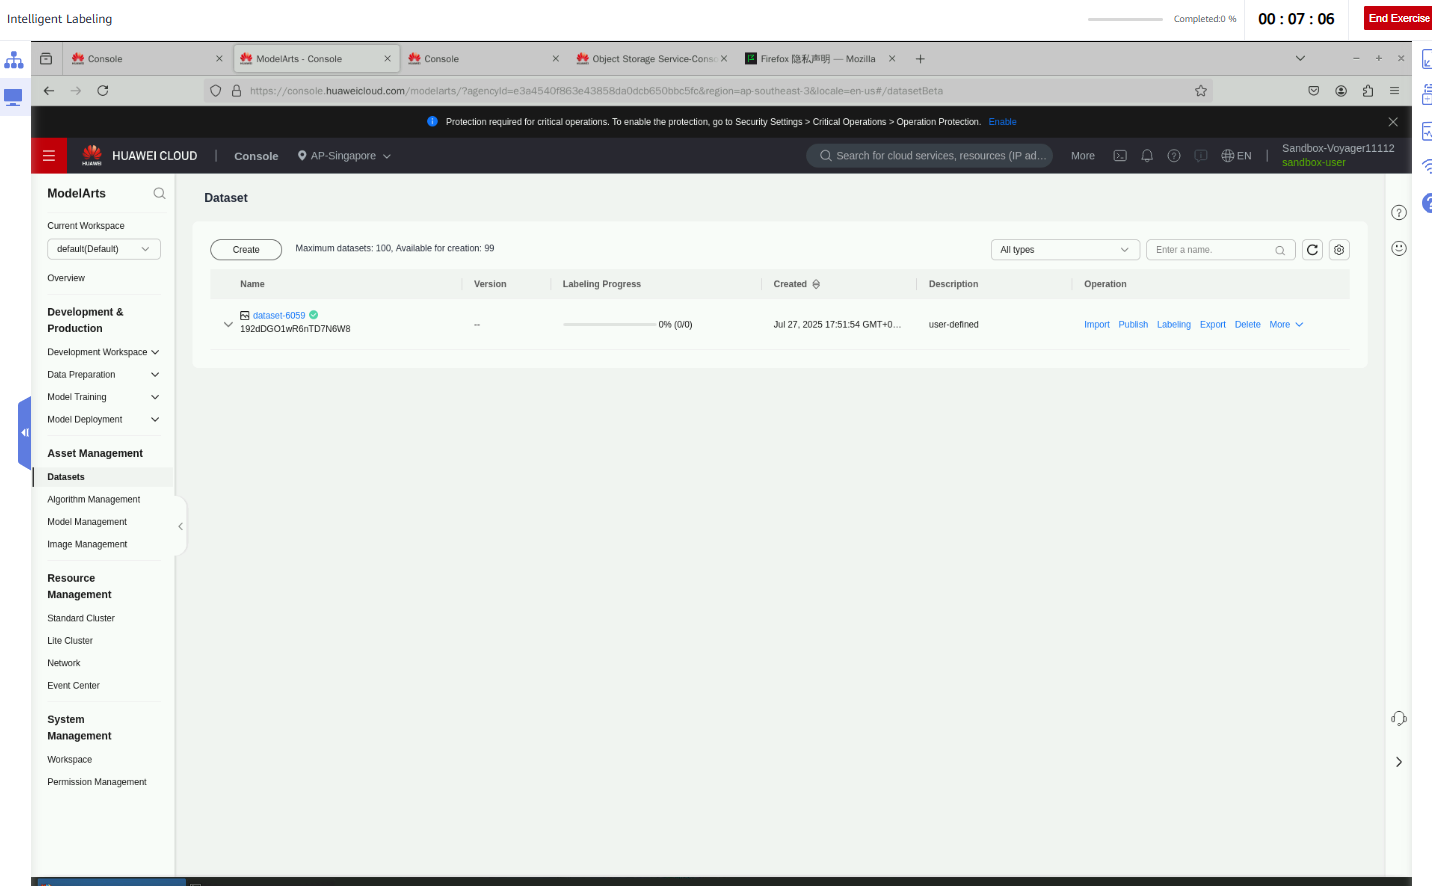 Intelligent Labeling
Completed:0 %
00 : 07 : 06
End Exercise
Console
ModelArts - Console
Console
Object Storage Service-Conso
Firefox 隐私声明 — Mozilla
https://console.huaweicloud.com/modelarts/?agencyId=e3a4540f863e43858da0dcb650bbc5fc&region=ap-southeast-3&locale=en-us#/datasetBeta
Protection required for critical operations. To enable the protection, go to Security Settings > Critical Operations > Operation Protection. Enable
HUAWEI
HUAWEI CLOUD
Console
AP-Singapore
Search for cloud services, resources (IP ad...
More
EN
Sandbox-Voyager11112
sandbox-user
ModelArts
Current Workspace
default(Default)
Overview
Development &
Production
Development Workspace
Data Preparation
Model Training
Model Deployment
Asset Management
Datasets
Algorithm Management
Model Management
Image Management
Resource
Management
Standard Cluster
Lite Cluster
Network
Event Center
System
Management
Workspace
Permission Management
Dataset
Create
Maximum datasets: 100, Available for creation: 99
All types
Enter a name.
Name Version Labeling Progress Created Description Operation
dataset-6059
192dDGO1wR6nTD7N6W8
--
0% (0/0)
Jul 27, 2025 17:51:54 GMT+0...
user-defined
Import Publish Labeling Export Delete More